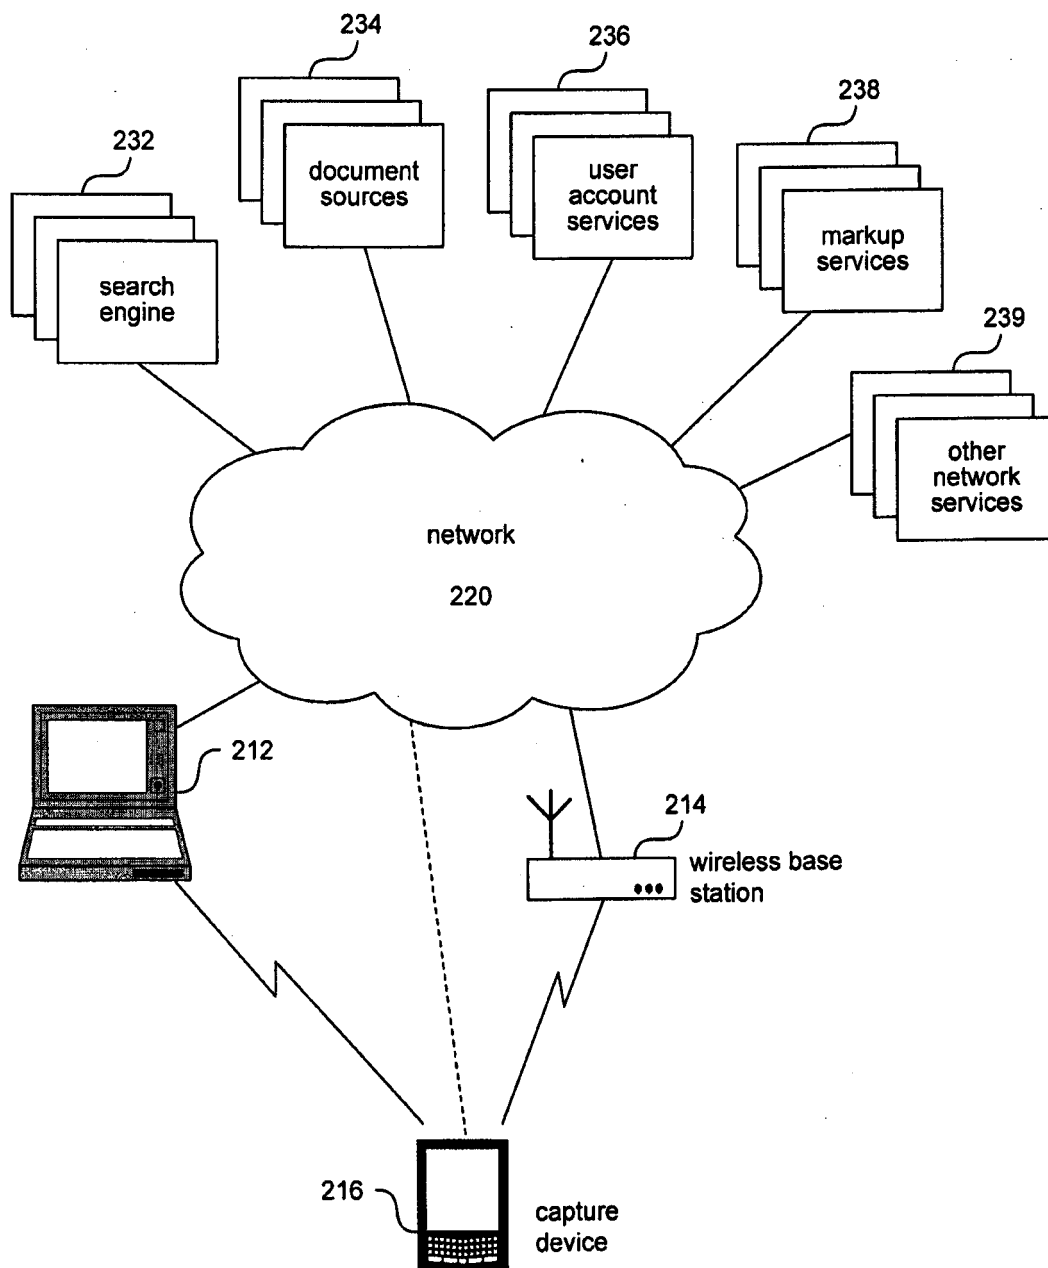 234
236
238
232
document
sources
user
account
services
markup
services
search
engine
239
other
network
services
network
220
212
214
wireless base
station
216
capture
device